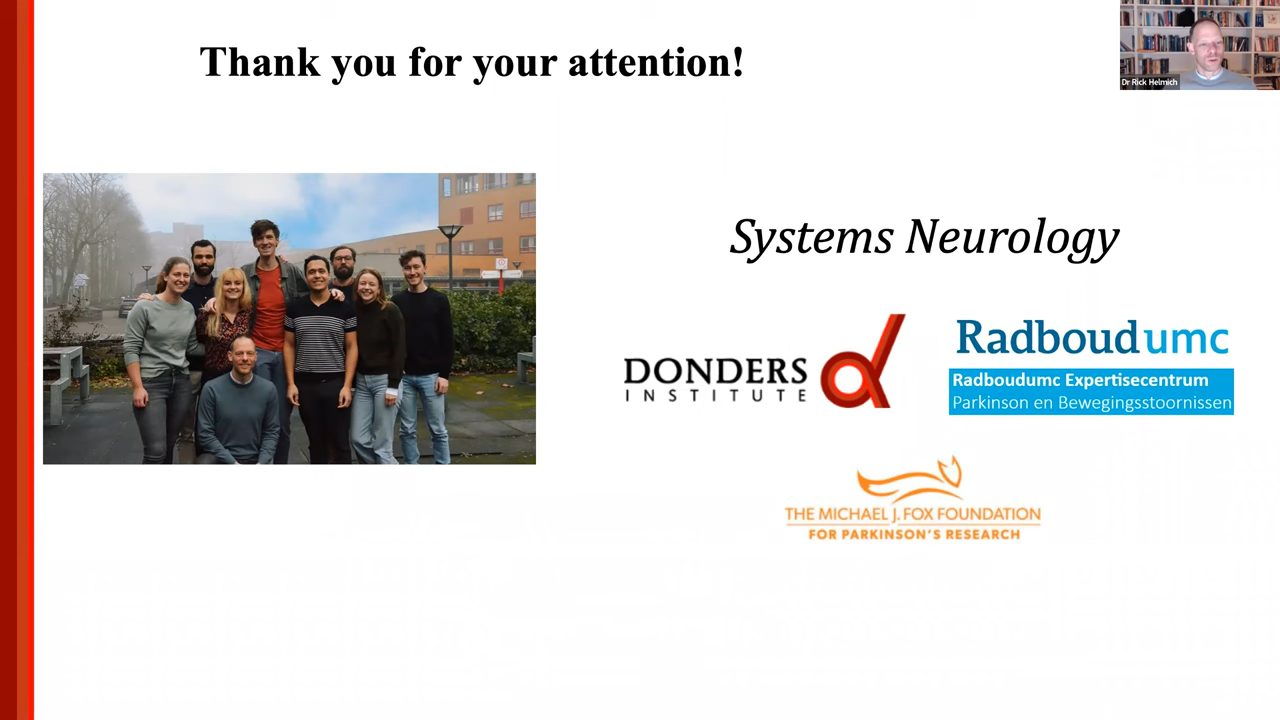 Thank you for your attention!
Dr Rick Helmich
Systems Neurology
DONDERS
INSTITUTE
Radboudumc
Radboudumc Expertisecentrum
Parkinson en Bewegingsstoornissen
THE MICHAEL J. FOX FOUNDATION
FOR PARKINSON'S RESEARCH